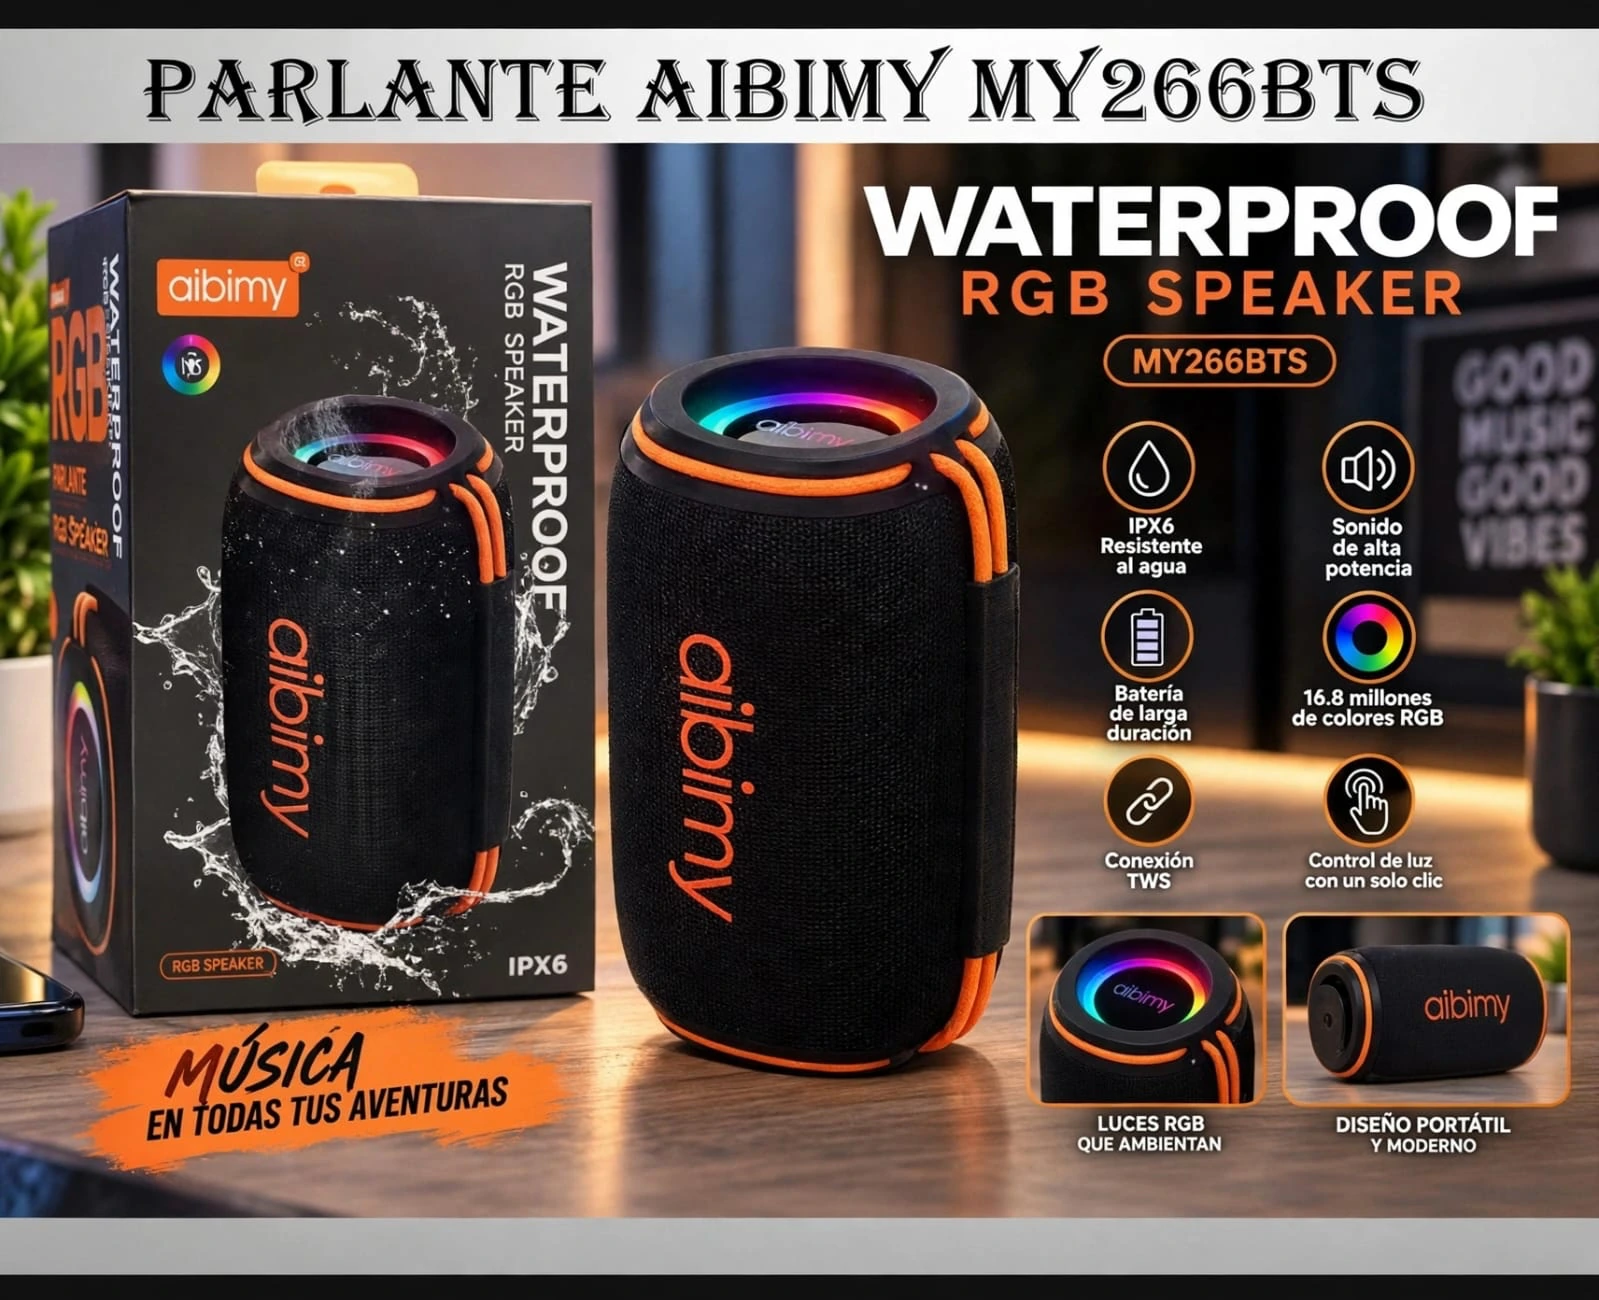 PARLANTE AIBIMY MY266BTS
WATERPROOF
RGB SPEAKER
MY266BTS
IPX6
Resistente
al agua
Sonido
de alta
potencia
Batería
de larga
duración
16.8 millones
de colores RGB
Conexión
TWS
Control de luz
con un solo clic
LUCES RGB
QUE AMBIENTAN
DISEÑO PORTÁTIL
Y MODERNO
GOOD
MUSIC
GOOD
VIBES
aibimy
WATERPROOF
RGB SPEAKER
aibimy
aibimy
RGB SPEAKER
IPX6
WATERPROOF
RGB
PARLANTE
RGB SPEAKER
aibimy
aibimy
aibimy
aibimy
MÚSICA
EN TODAS TUS AVENTURAS